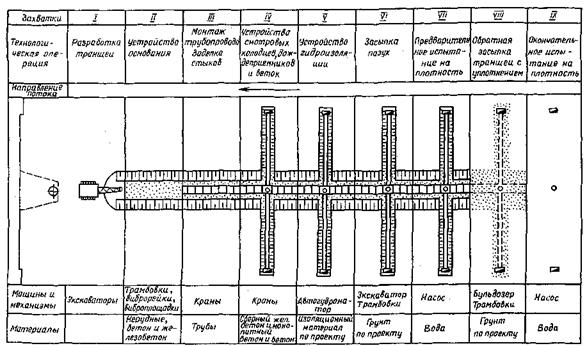 Захватки I II III IV V VI VII VIII IX
Технологическая операция
Разработка траншеи
Устройство основания
Монтаж трубопровода Заделка стыков
Устройства смотровых колодцев, дождеприемников и веток
Устройство гидроизоляции
Засыпка пазух
Предварительное испытание на плотность
Обратная засыпка траншеи с уплотнением
Окончательное испытание на плотность
Направление потока
Машины и механизмы
Экскаваторы
Трамбовки, виброрейки, виброплощадки
Краны
Краны
Автогудронатор
Экскаватор Трамбовки
Насос
Бульдозер Трамбовки
Насос
Материалы
Нерудные, бетон и железобетон
Трубы
Сборный жел. бетон, монолитный бетон и бетон
Изоляционный материал по проекту
Грунт по проекту
Вода
Грунт по проекту
Вода